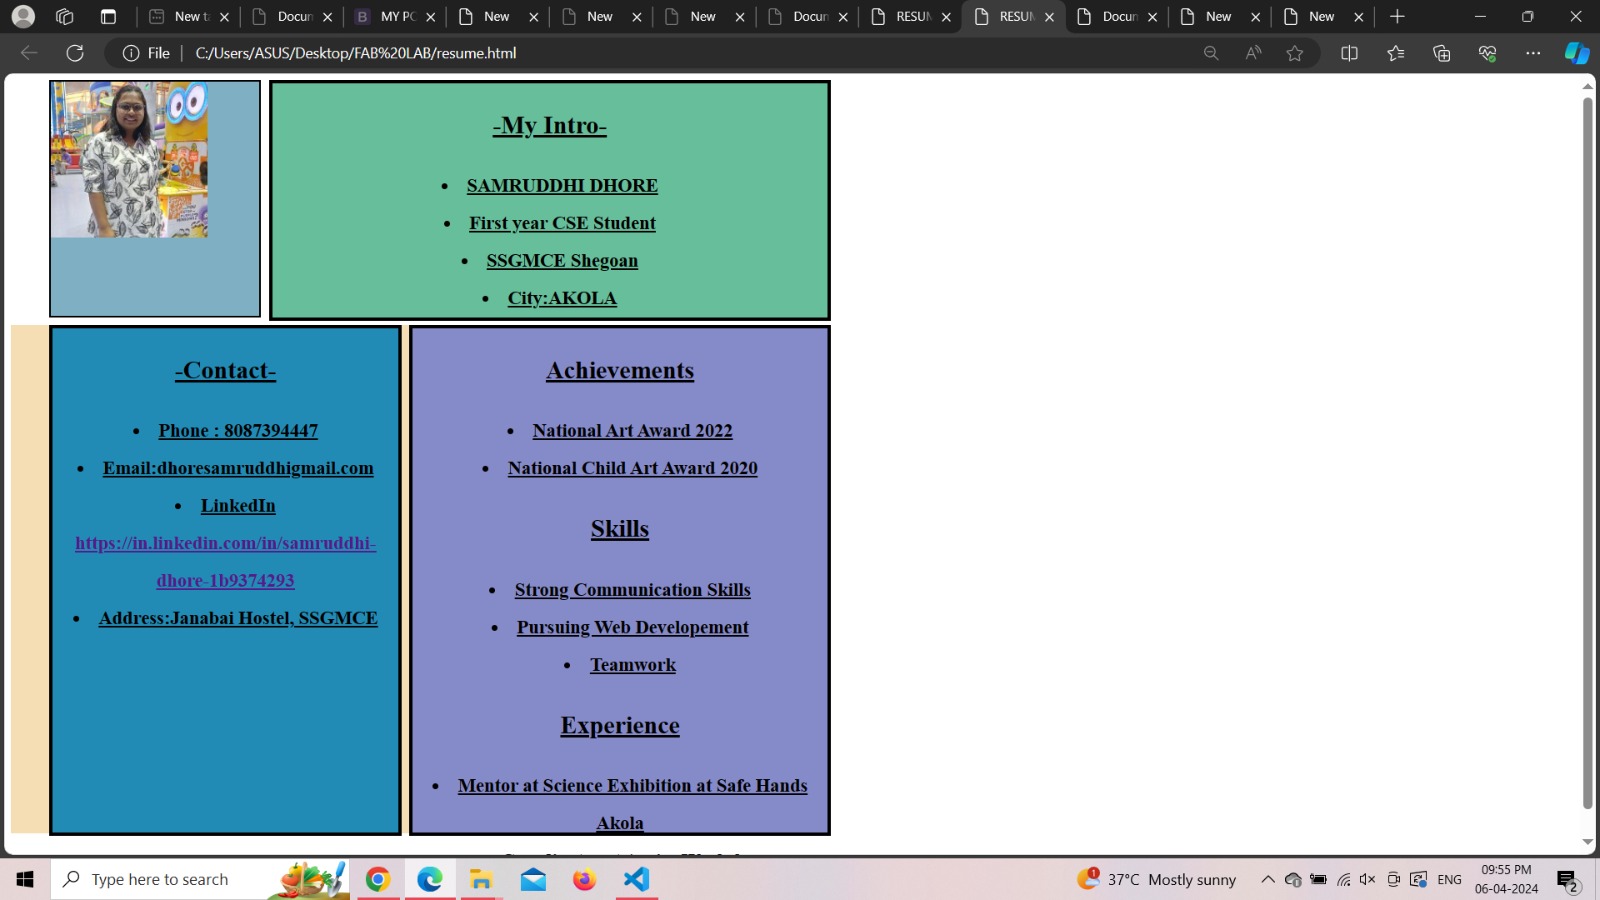 New t
Docun
MY PC
New
New
New
Docun
RESUM
RESUM
Docun
New
New
File
C:/Users/ASUS/Desktop/FAB%20LAB/resume.html
-My Intro-
SAMRUDDHI DHORE
First year CSE Student
SSGMCE Shegoan
City:AKOLA
-Contact-
Phone : 8087394447
Email:dhoresamruddhigmail.com
LinkedIn
https://in.linkedin.com/in/samruddhi-
dhore-1b9374293
Address:Janabai Hostel, SSGMCE
Achievements
National Art Award 2022
National Child Art Award 2020
Skills
Strong Communication Skills
Pursuing Web Developement
Teamwork
Experience
Mentor at Science Exhibition at Safe Hands
Akola
Type here to search
1
37°C Mostly sunny
ENG
09:55 PM
06-04-2024
2